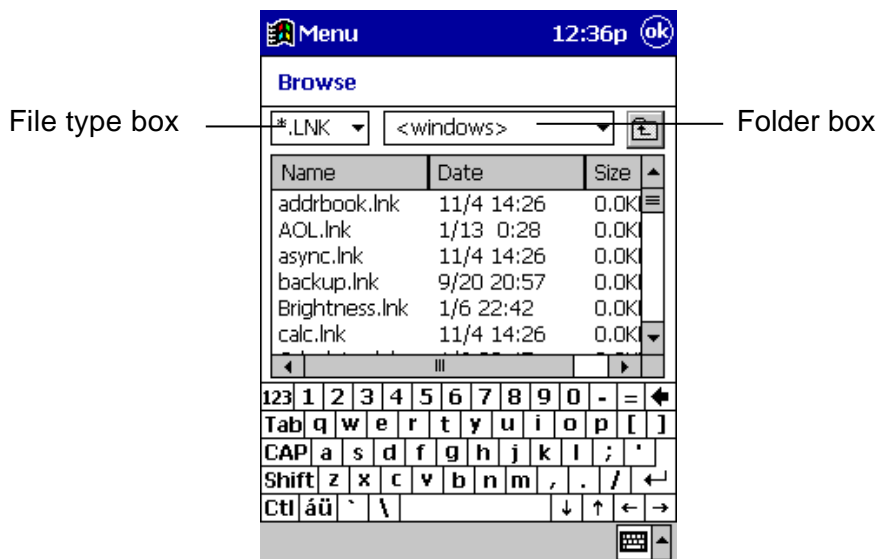 Menu 12:36p ok
Browse
File type box *.LNK <windows> Folder box
Name Date Size
addrbook.lnk 11/4 14:26 0.0K
AOL.lnk 1/13 0:28 0.0K
async.lnk 11/4 14:26 0.0K
backup.lnk 9/20 20:57 0.0K
Brightness.lnk 1/6 22:42 0.0K
calc.lnk 11/4 14:26 0.0K
123 1 2 3 4 5 6 7 8 9 0 - =
Tab q w e r t y u i o p [ ]
CAP a s d f g h j k l ; '
Shift z x c v b n m , . /
Ctl áü ` \ ↓ ↑ ← →